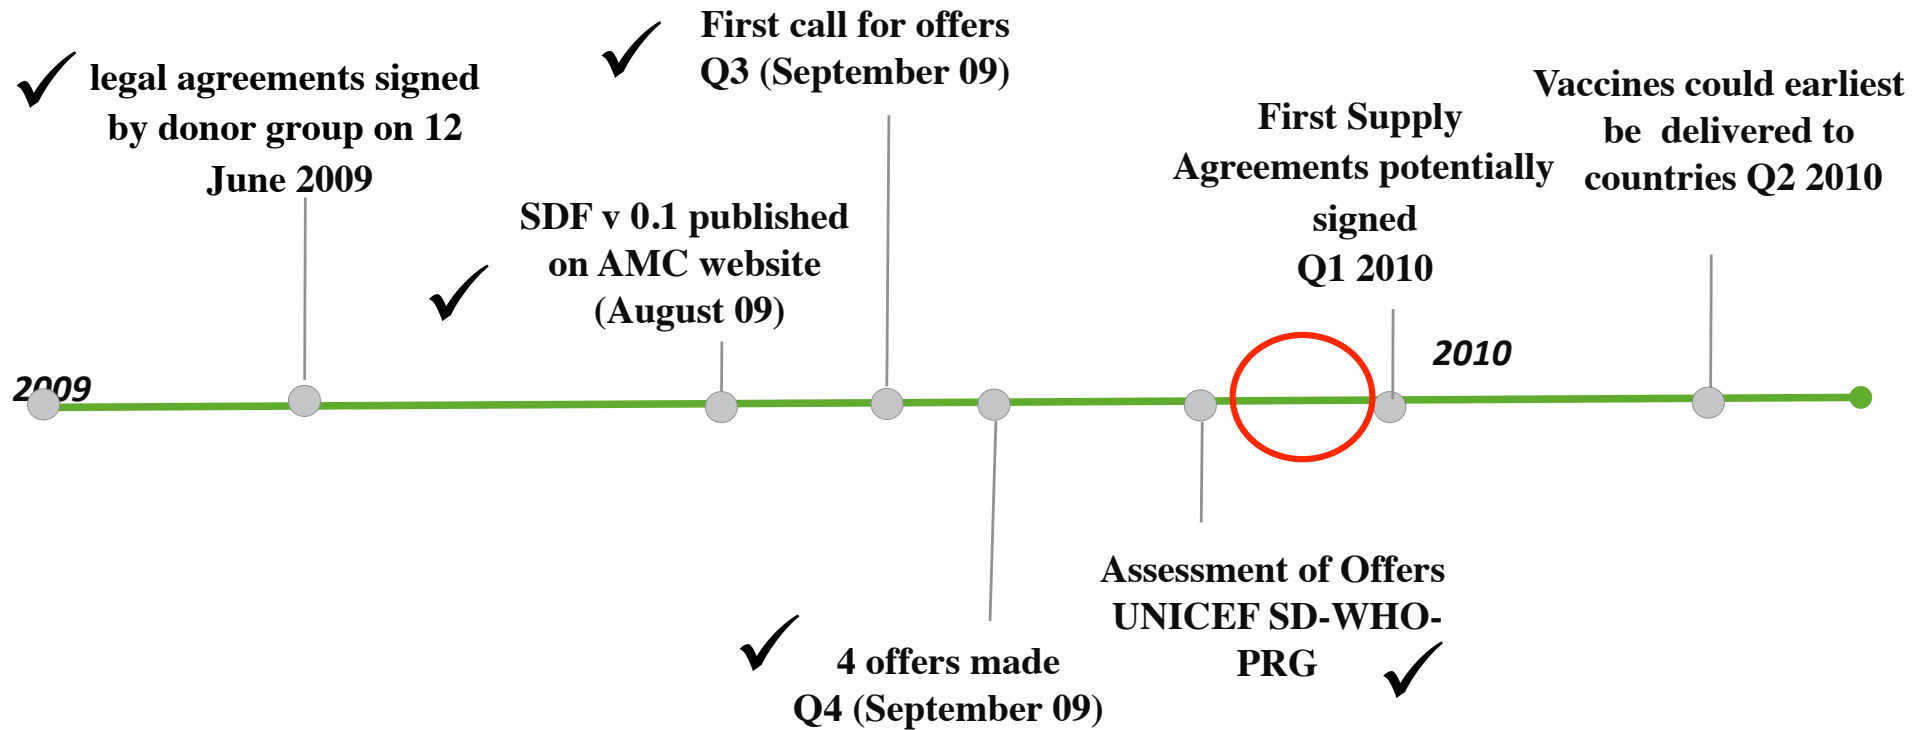 legal agreements signed
by donor group on 12
June 2009
First call for offers
Q3 (September 09)
SDF v 0.1 published
on AMC website
(August 09)
First Supply
Agreements potentially
signed
Q1 2010
Vaccines could earliest
be delivered to
countries Q2 2010
2009
2010
4 offers made
Q4 (September 09)
Assessment of Offers
UNICEF SD-WHO-
PRG